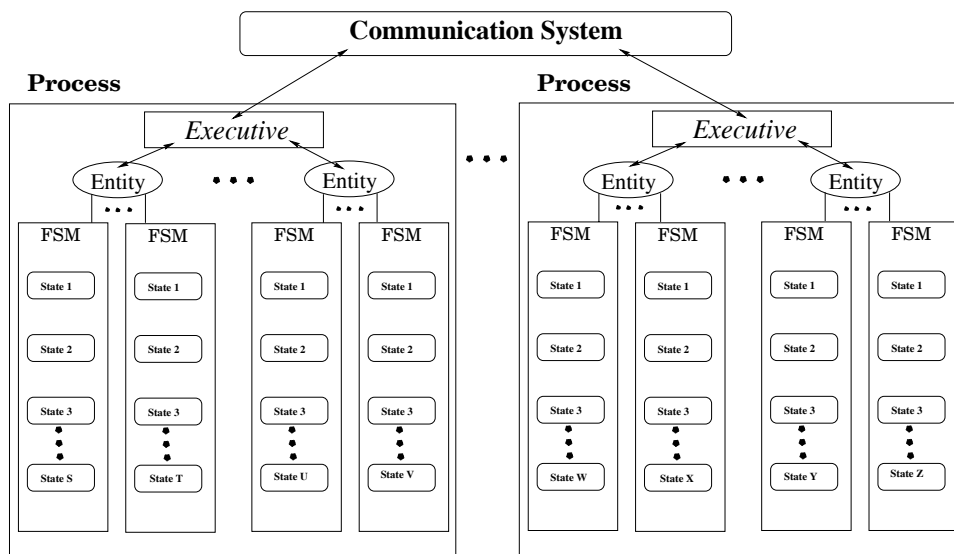 Communication System
Process
Process
Executive
Executive
Entity
Entity
Entity
Entity
FSM
FSM
FSM
FSM
FSM
FSM
FSM
FSM
State 1
State 1
State 1
State 1
State 1
State 1
State 1
State 1
State 2
State 2
State 2
State 2
State 2
State 2
State 2
State 2
State 3
State 3
State 3
State 3
State 3
State 3
State 3
State 3
State S
State T
State U
State V
State W
State X
State Y
State Z